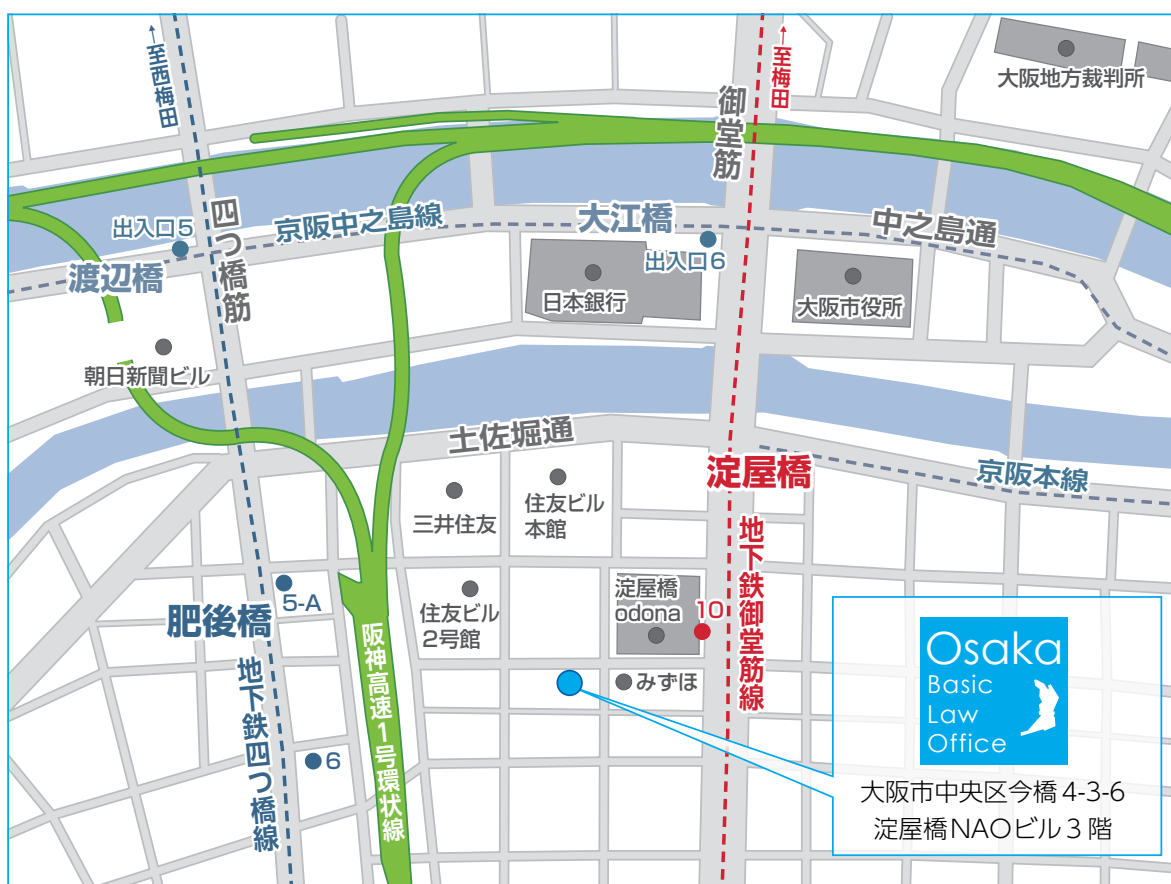 ←至西梅田
←至梅田
大阪地方裁判所
御堂筋
四つ橋筋
京阪中之島線
大江橋
中之島通
出入口5
出入口6
渡辺橋
日本銀行
大阪市役所
朝日新聞ビル
土佐堀通
淀屋橋
京阪本線
三井住友
住友ビル
本館
地下鉄御堂筋線
5-A
肥後橋
住友ビル
2号館
淀屋橋
odona
10
阪神高速1号環状線
みずほ
地下鉄四つ橋線
6
Osaka
Basic
Law
Office
大阪市中央区今橋4-3-6
淀屋橋NAOビル3階